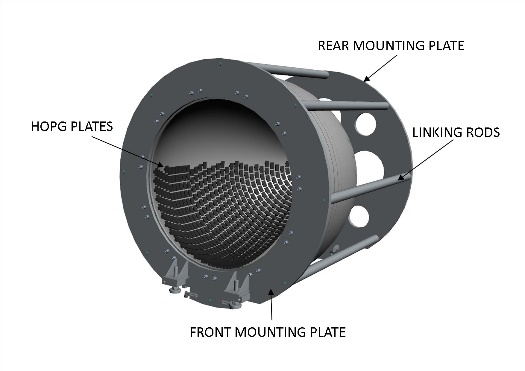 REAR MOUNTING PLATE
HOPG PLATES
LINKING RODS
FRONT MOUNTING PLATE